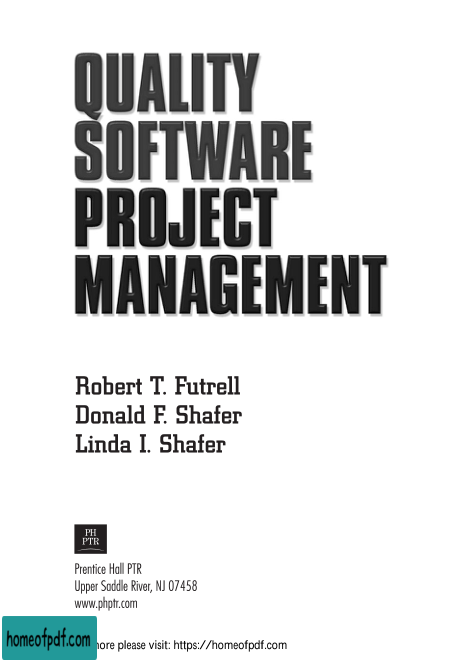 QUALITY
SOFTWARE
PROJECT
MANAGEMENT
Robert T. Futrell
Donald F. Shafer
Linda I. Shafer
PH
PTR
Prentice Hall PTR
Upper Saddle River, NJ 07458
www.phptr.com
homeofpdf.com
more please visit: https://homeofpdf.com